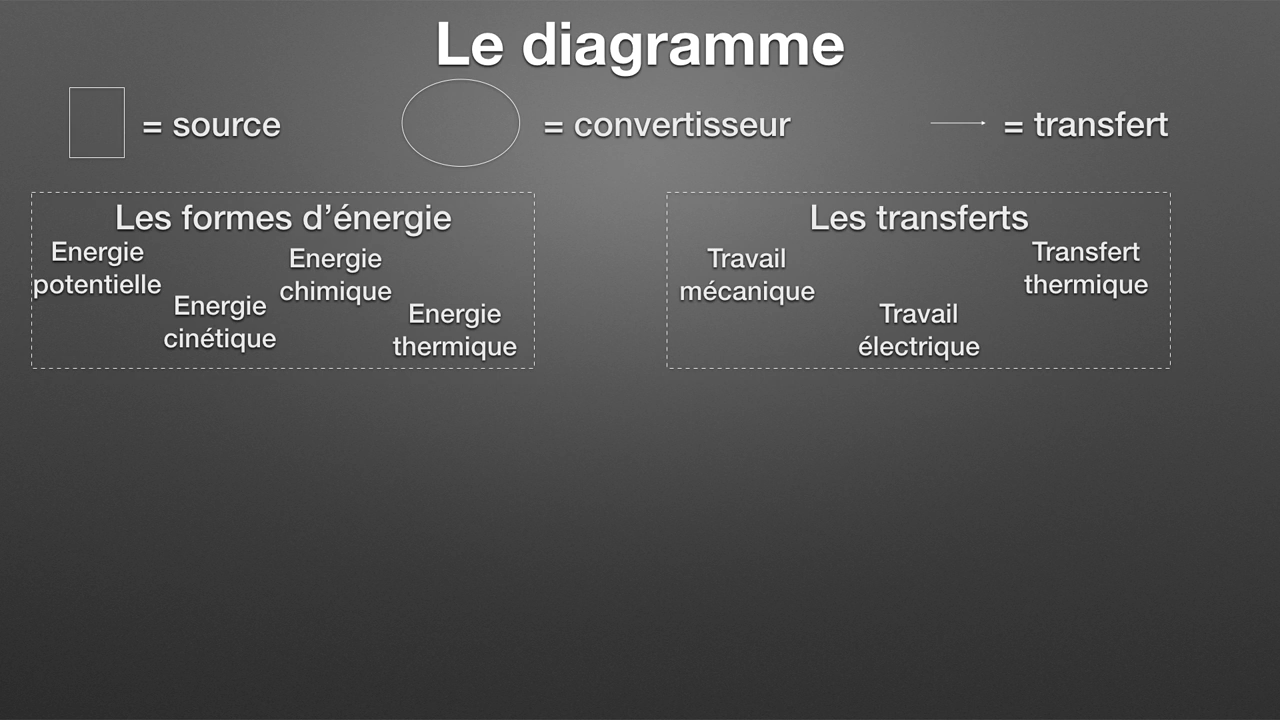 Le diagramme
= source
= convertisseur
= transfert
Les formes d’énergie
Energie
potentielle
Energie
cinétique
Energie
chimique
Energie
thermique
Les transferts
Travail
mécanique
Travail
électrique
Transfert
thermique